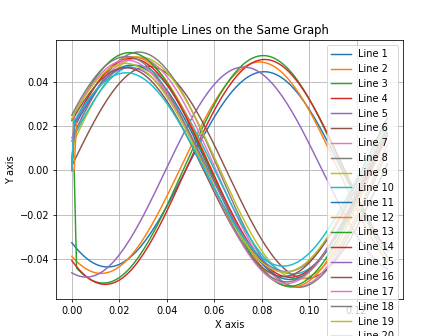 Multiple Lines on the Same Graph
Y axis
0.04
0.02
0.00
−0.02
−0.04
0.00
0.02
0.04
0.06
0.08
0.10
X axis
Line 1
Line 2
Line 3
Line 4
Line 5
Line 6
Line 7
Line 8
Line 9
Line 10
Line 11
Line 12
Line 13
Line 14
Line 15
Line 16
Line 17
Line 18
Line 19
Line 20